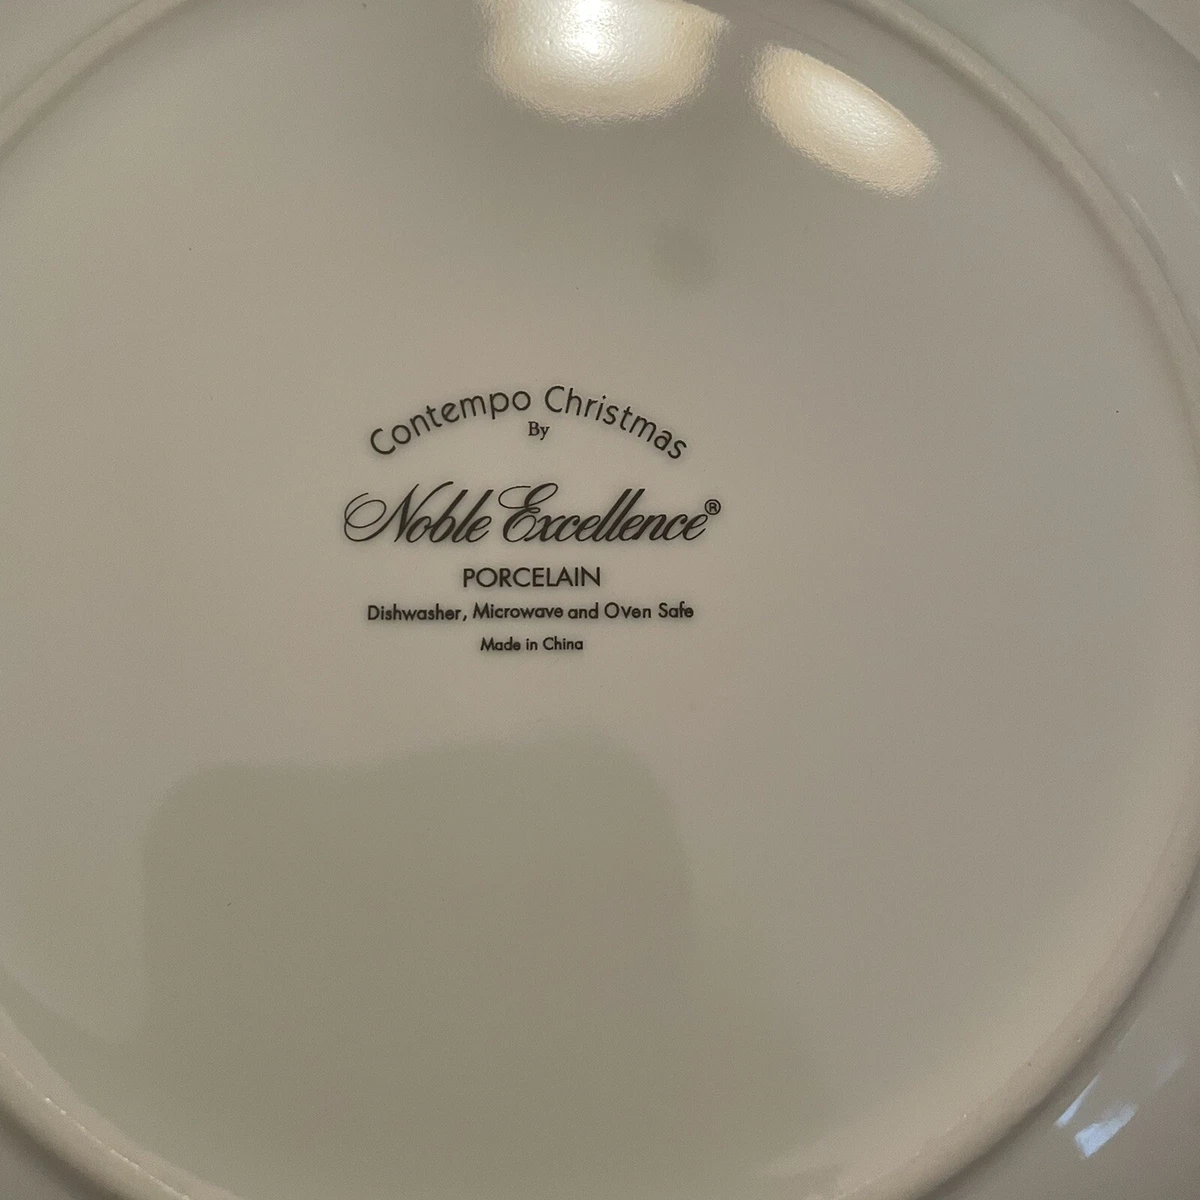 Contempo Christmas
By
Noble Excellence®
PORCELAIN
Dishwasher, Microwave and Oven Safe
Made in China